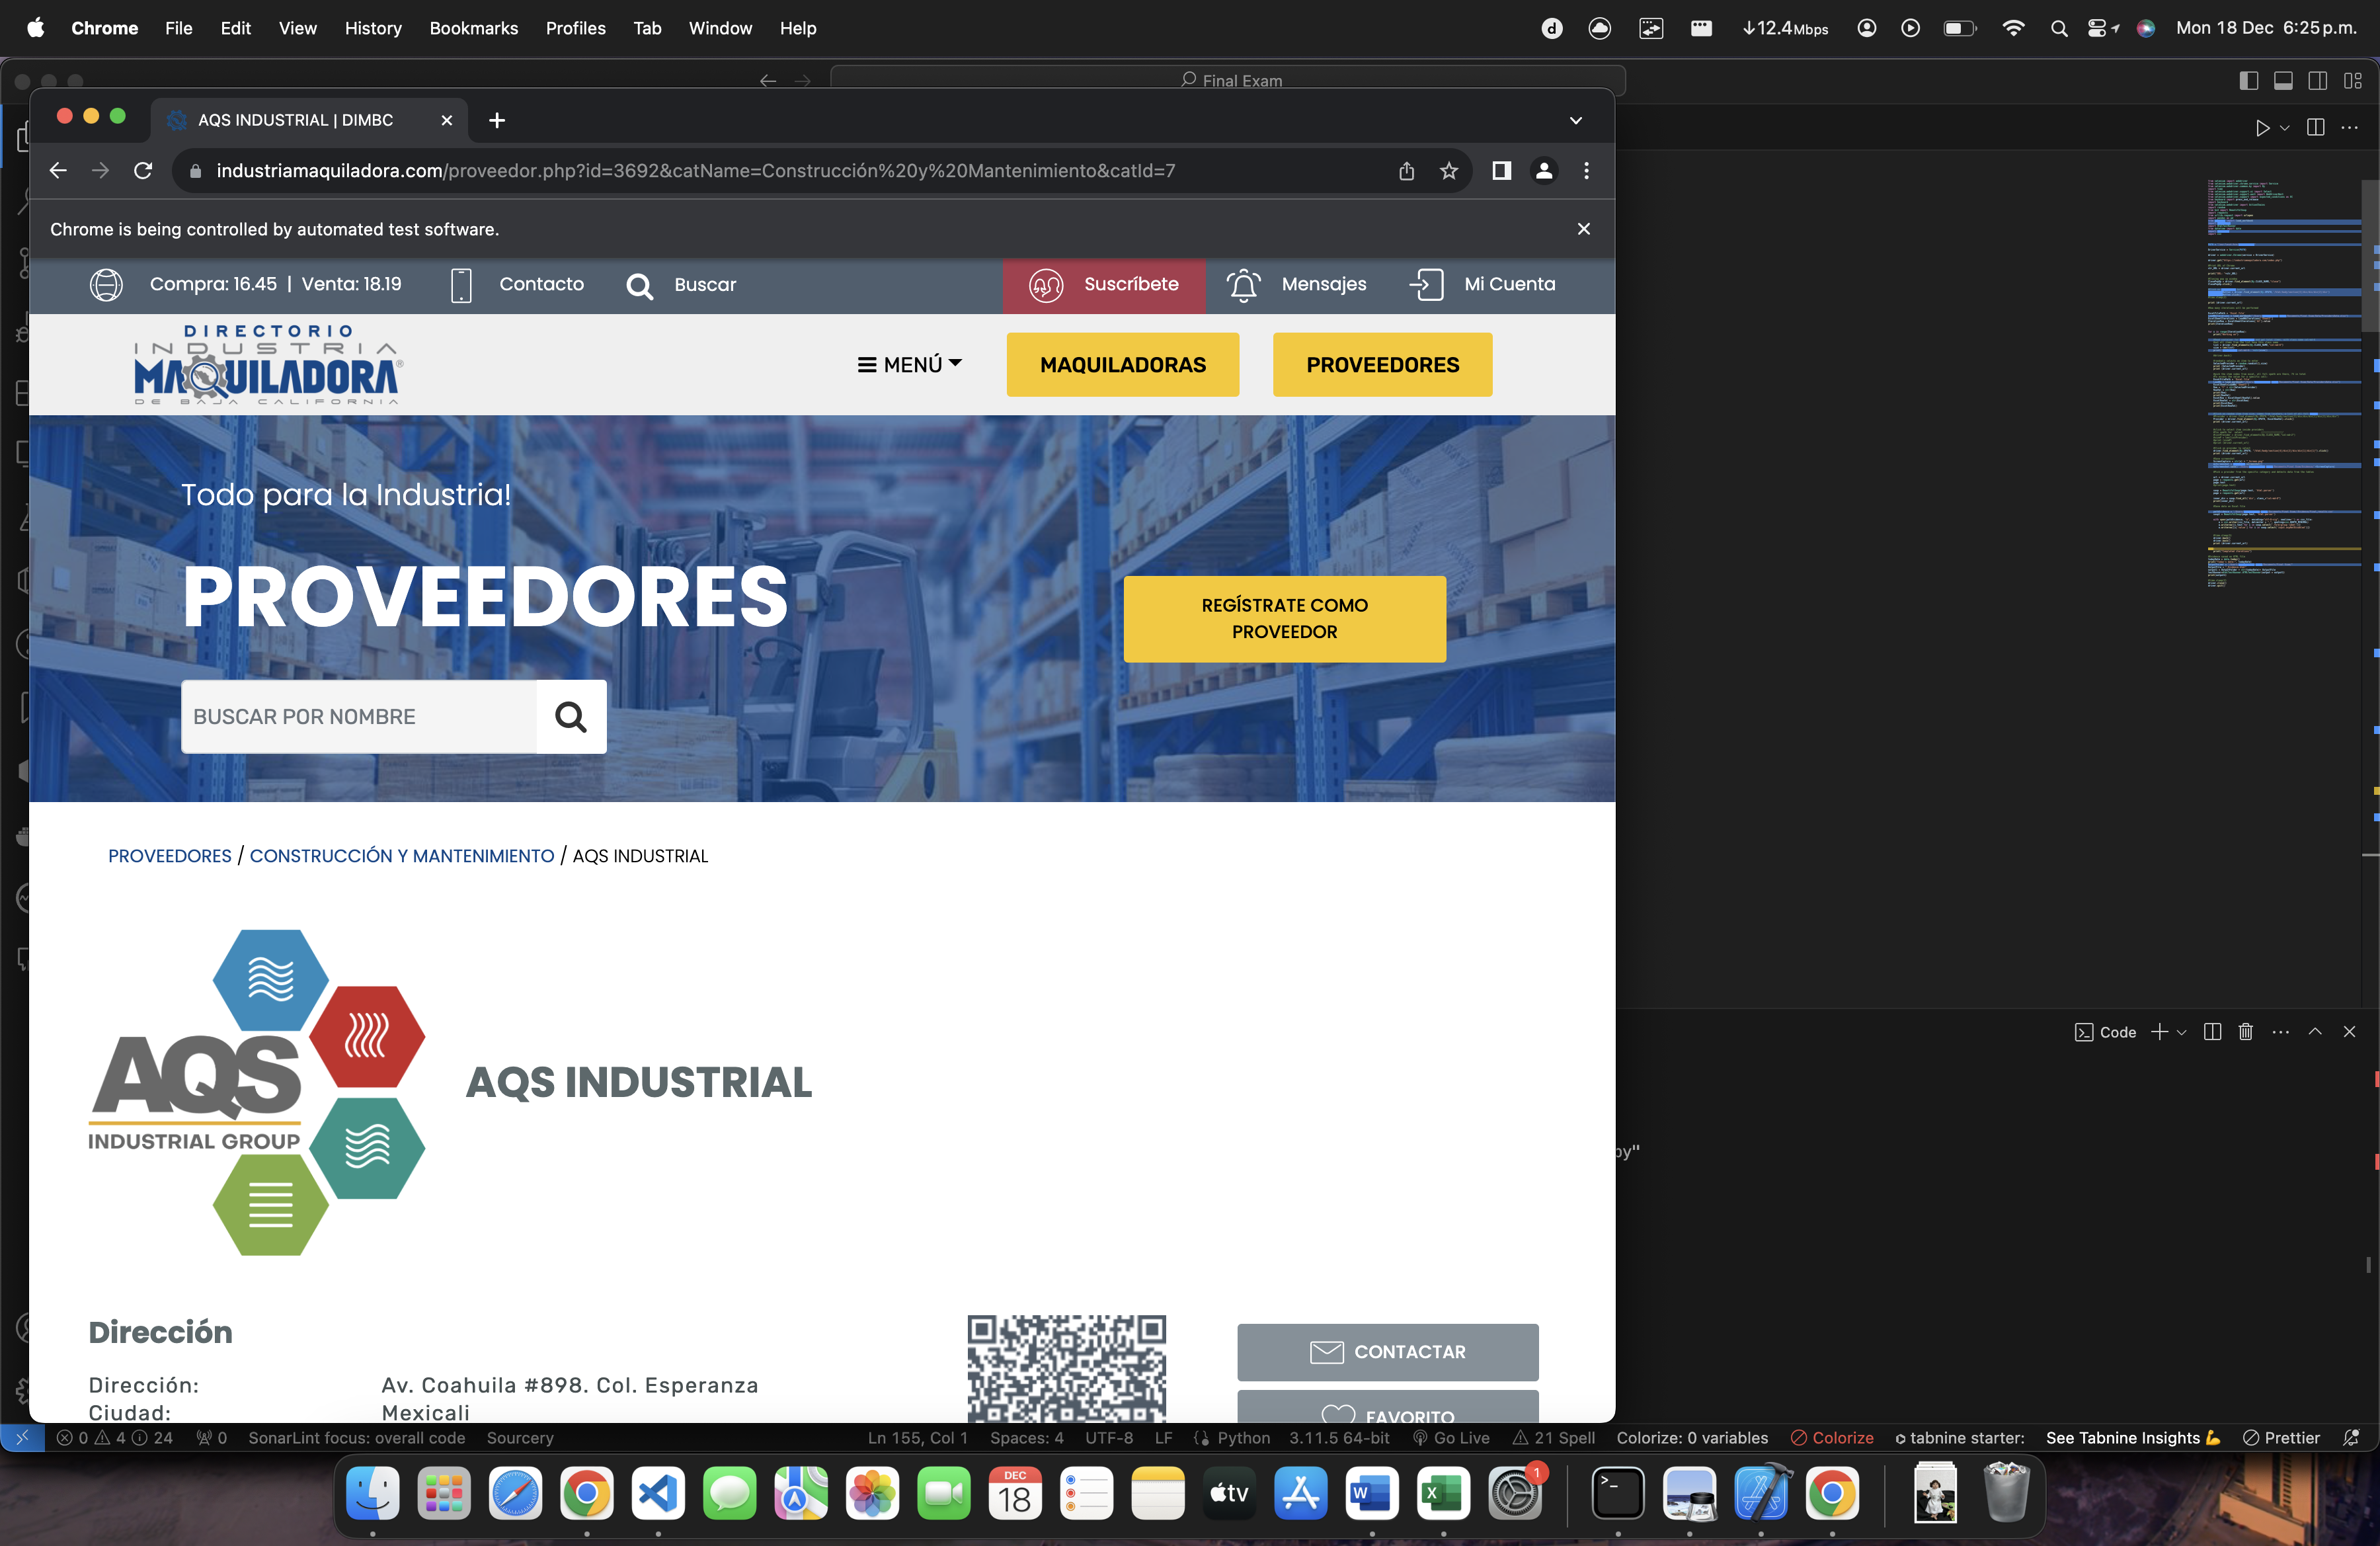 Chrome File Edit View History Bookmarks Profiles Tab Window Help
↓12.4Mbps
Mon 18 Dec 6:25 p.m.
Final Exam
AQS INDUSTRIAL | DIMBC
industriamaquiladora.com/proveedor.php?id=3692&catName=Construcción%20y%20Mantenimiento&catId=7
Chrome is being controlled by automated test software.
Compra: 16.45 | Venta: 18.19
Contacto
Buscar
Suscríbete
Mensajes
Mi Cuenta
DIRECTORIO
INDUSTRIA
MAQUILADORA®
DE BAJA CALIFORNIA
MENÚ
MAQUILADORAS
PROVEEDORES
Todo para la Industria!
PROVEEDORES
REGÍSTRATE COMO
PROVEEDOR
BUSCAR POR NOMBRE
PROVEEDORES / CONSTRUCCIÓN Y MANTENIMIENTO / AQS INDUSTRIAL
AQS
INDUSTRIAL GROUP
AQS INDUSTRIAL
Dirección
Dirección: Av. Coahuila #898. Col. Esperanza
Ciudad: Mexicali
CONTACTAR
FAVORITO
Code
py"
0 4 24 0 SonarLint focus: overall code Sourcery
Ln 155, Col 1 Spaces: 4 UTF-8 LF Python 3.11.5 64-bit Go Live 21 Spell Colorize: 0 variables Colorize tabnine starter: See Tabnine Insights Prettier
DEC
18
tv
W
X
1